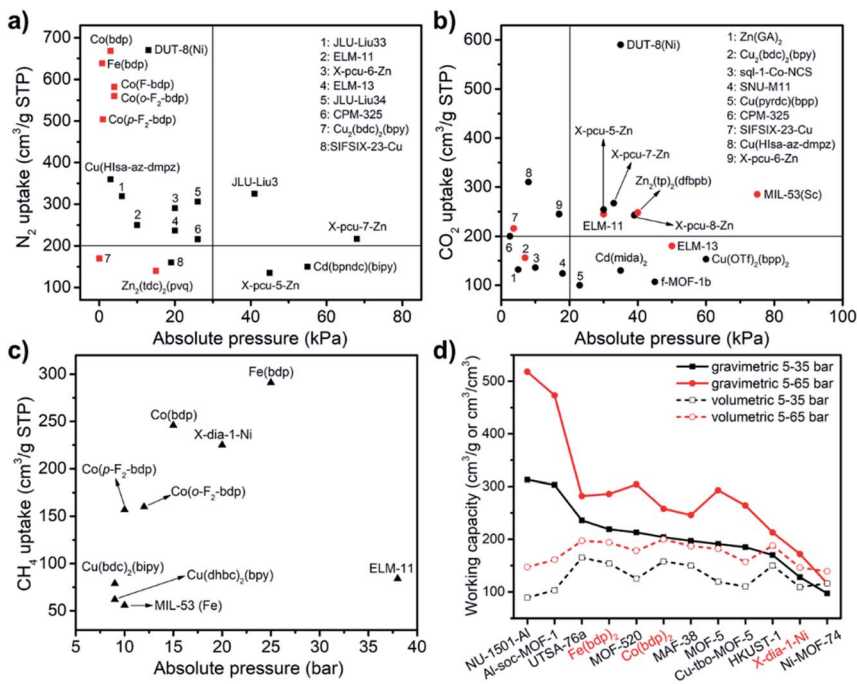 a)
N2 uptake (cm³/g STP)
700
600
500
400
300
200
100
0
20
40
60
80
Absolute pressure (kPa)
Co(bdp)
DUT-8(Ni)
Fe(bdp)
Co(F-bdp)
Co(o-F2-bdp)
Co(p-F2-bdp)
Cu(HIsa-az-dmpz)
1
2
3
4
5
6
7
8
JLU-Liu3
X-pcu-7-Zn
Zn2(tdc)2(pvq)
X-pcu-5-Zn
Cd(bpndc)(bipy)
1: JLU-Liu33
2: ELM-11
3: X-pcu-6-Zn
4: ELM-13
5: JLU-Liu34
6: CPM-325
7: Cu2(bdc)2(bpy)
8:SIFSIX-23-Cu
b)
CO2 uptake (cm³/g STP)
600
500
400
300
200
100
0
10
20
30
40
50
60
70
80
90
100
Absolute pressure (kPa)
DUT-8(Ni)
X-pcu-5-Zn
X-pcu-7-Zn
Zn2(tp)2(dfbpb)
MIL-53(Sc)
ELM-11
X-pcu-8-Zn
ELM-13
Cd(mida)2)
Cu(OTf)2(bpp)2
f-MOF-1b
8
9
7
6
2
1
3
4
5
1: Zn(GA)2
2: Cu2(bdc)2(bpy)
3: sql-1-Co-NCS
4: SNU-M11
5: Cu(pyrdc)(bpp)
6: CPM-325
7: SIFSIX-23-Cu
8: Cu(HIsa-az-dmpz)
9: X-pcu-6-Zn
c)
CH4 uptake (cm³/g STP)
300
250
200
150
100
50
5
10
15
20
25
30
35
40
Absolute pressure (bar)
Fe(bdp)
Co(bdp)
X-dia-1-Ni
Co(p-F2-bdp)
Co(o-F2-bdp)
Cu(bdc)2(bipy)
Cu(dhbc)2(bpy)
MIL-53 (Fe)
ELM-11
d)
Working capacity (cm³/g or cm³/cm³)
500
400
300
200
100
gravimetric 5-35 bar
gravimetric 5-65 bar
volumetric 5-35 bar
volumetric 5-65 bar
NU-1501-Al
Al-soc-MOF-1
UTSA-76a
Fe(bdp)2
MOF-520
Co(bdp)2
MAF-38
MOF-5
Cu-tbo-MOF-5
HKUST-1
X-dia-1-Ni
Ni-MOF-74